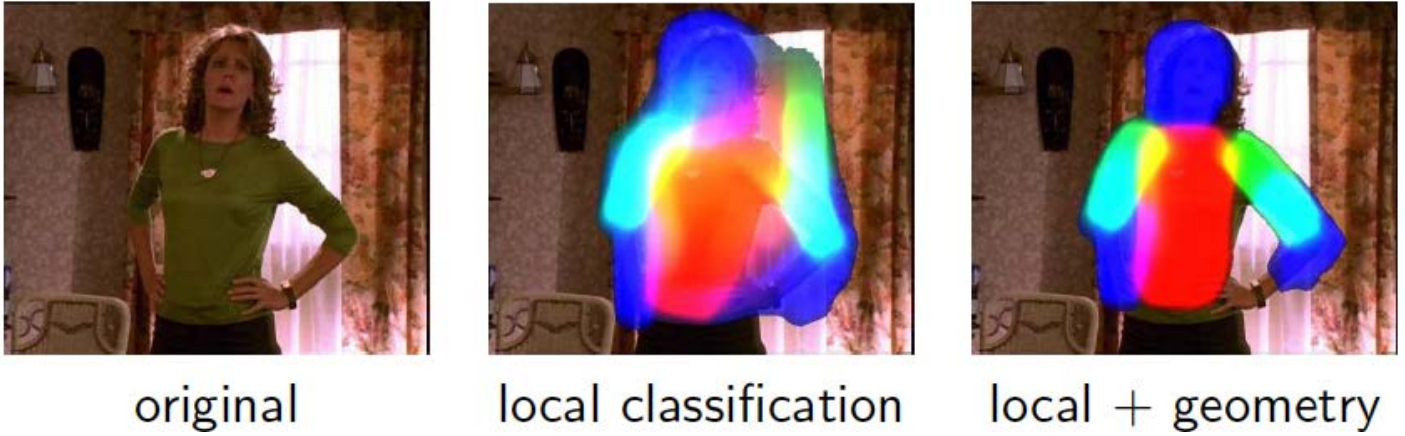 original
local classification
local + geometry